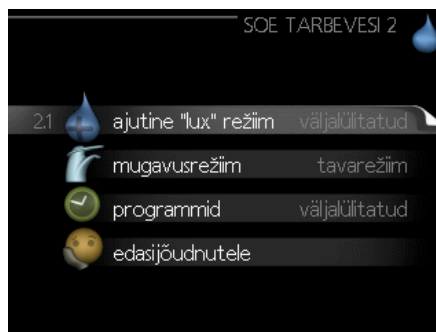 SOE TARBEVESI 2
2.1 ajutine "lux" režiim väljalülitatud
mugavusrežiim tavarežiim
programmid väljalülitatud
edasijõudnutele